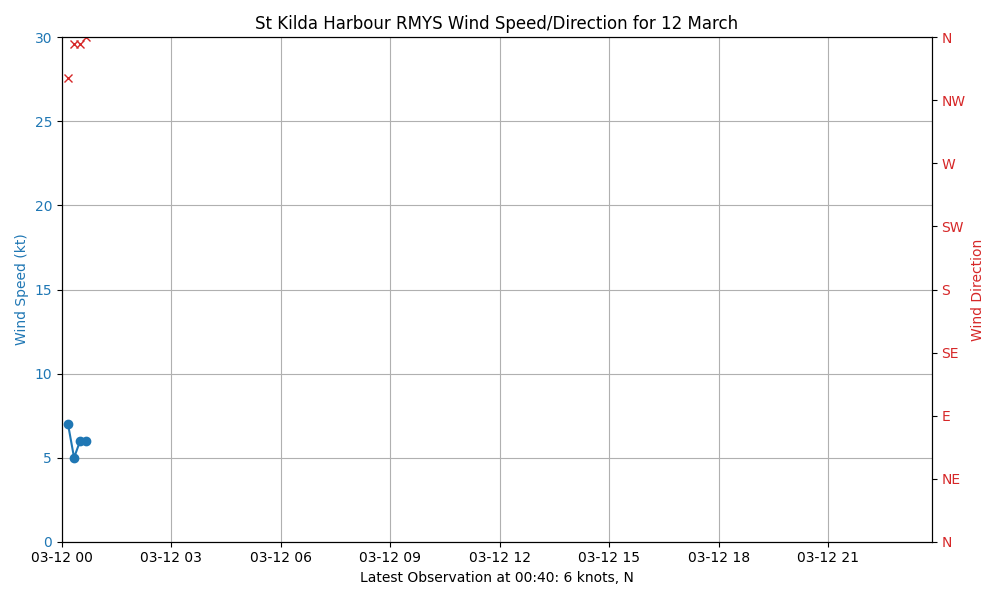 St Kilda Harbour RMYS Wind Speed/Direction for 12 March
Wind Speed (kt)
30
25
20
15
10
5
0
N
NW
W
SW
S
SE
E
NE
N
Wind Direction
03-12 00
03-12 03
03-12 06
03-12 09
03-12 12
03-12 15
03-12 18
03-12 21
Latest Observation at 00:40: 6 knots, N